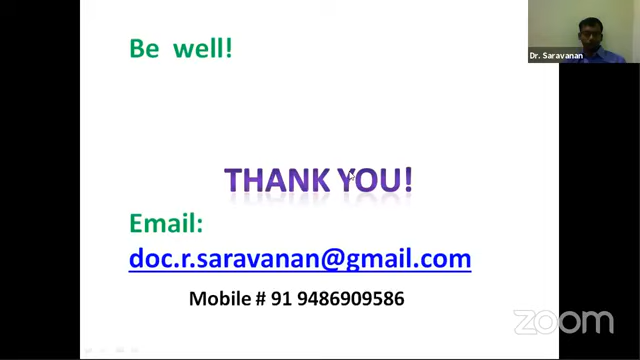 Be well!
Dr. Saravanan
THANK YOU!
Email:
doc.r.saravanan@gmail.com
Mobile # 91 9486909586
zoom